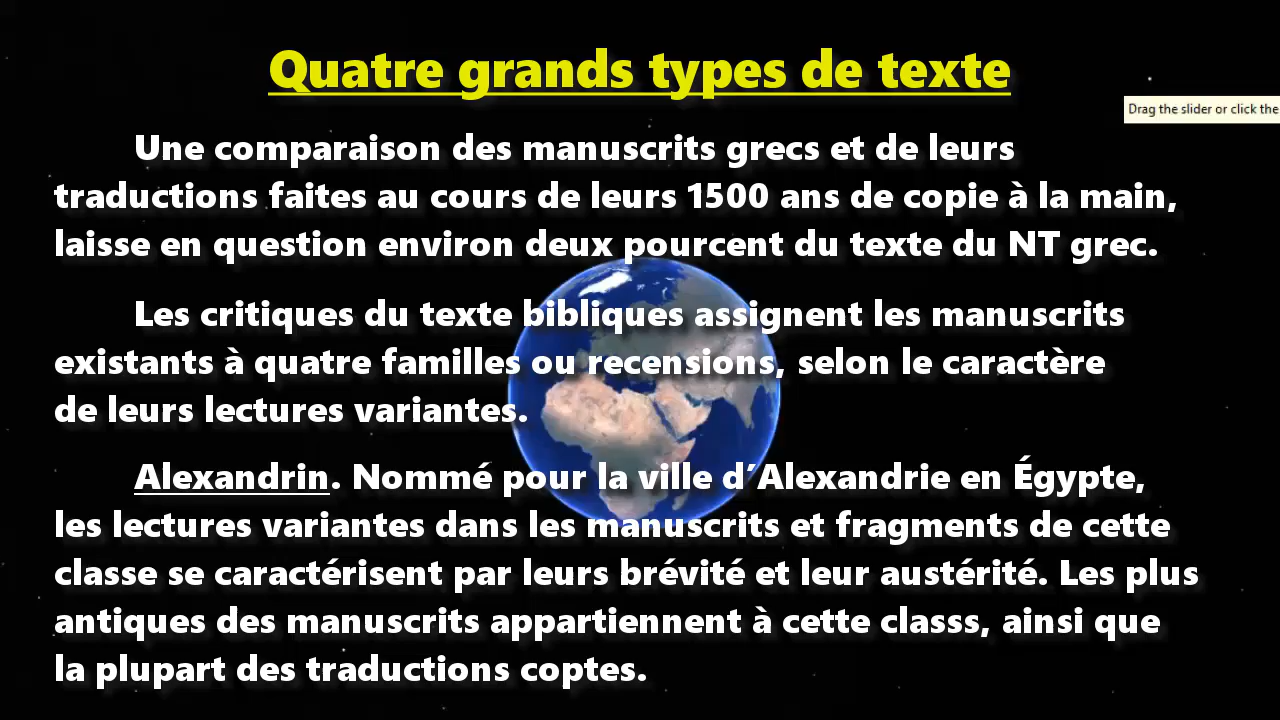 Quatre grands types de texte
Drag the slider or click the
Une comparaison des manuscrits grecs et de leurs
traductions faites au cours de leurs 1500 ans de copie à la main,
laisse en question environ deux pourcent du texte du NT grec.
Les critiques du texte bibliques assignent les manuscrits
existants à quatre familles ou recensions, selon le caractère
de leurs lectures variantes.
Alexandrin. Nommé pour la ville d’Alexandrie en Égypte,
les lectures variantes dans les manuscrits et fragments de cette
classe se caractérisent par leurs brévité et leur austérité. Les plus
antiques des manuscrits appartiennent à cette classs, ainsi que
la plupart des traductions coptes.